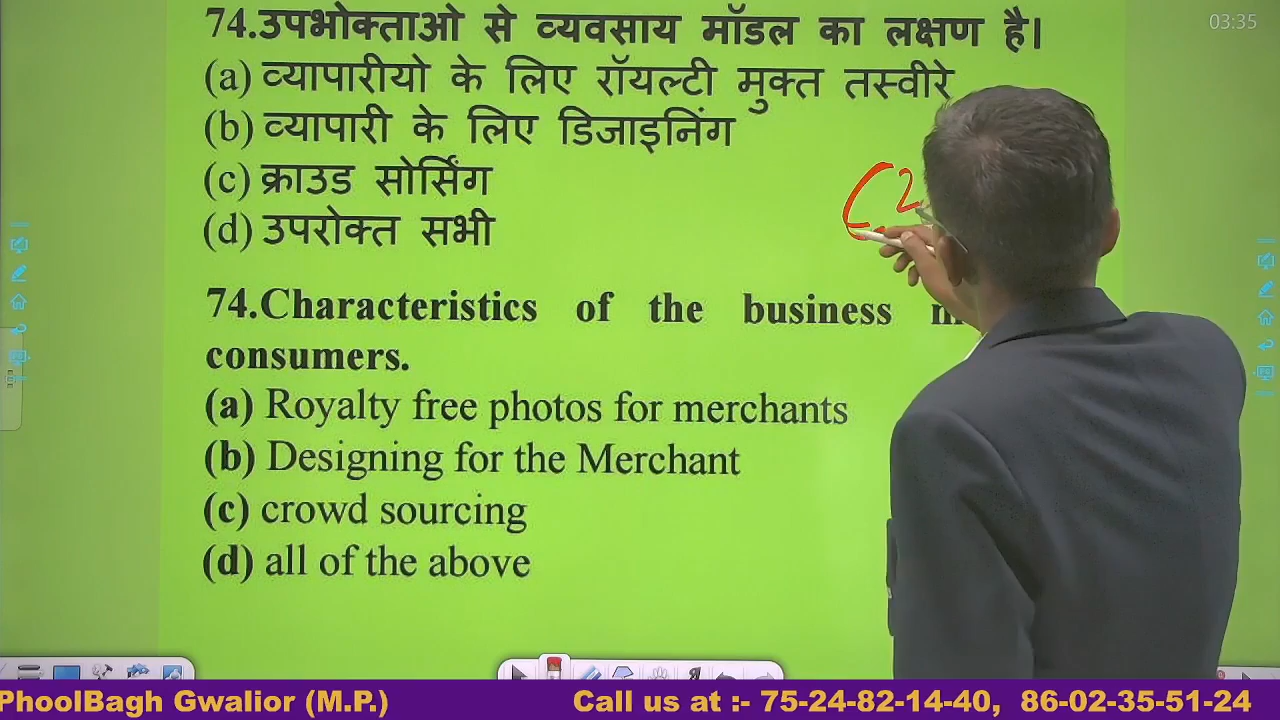 03:35
74.उपभोक्ताओ से व्यवसाय मॉडल का लक्षण है।
(a) व्यापारीयो के लिए रॉयल्टी मुक्त तस्वीरे
(b) व्यापारी के लिए डिजाइनिंग
(c) क्राउड सोर्सिंग
(d) उपरोक्त सभी
C2
74.Characteristics of the business
consumers.
(a) Royalty free photos for merchants
(b) Designing for the Merchant
(c) crowd sourcing
(d) all of the above
PhoolBagh Gwalior (M.P.) Call us at :- 75-24-82-14-40, 86-02-35-51-24